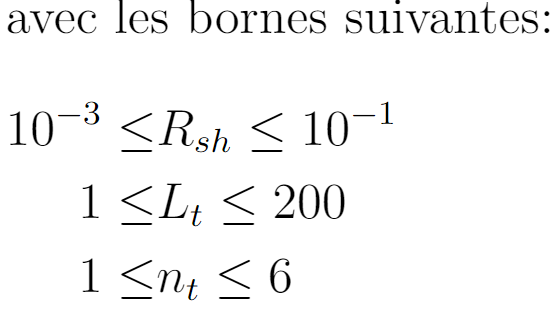 avec les bornes suivantes:
10⁻³ ≤ R_{sh} ≤ 10⁻¹
1 ≤ L_t ≤ 200
1 ≤ n_t ≤ 6